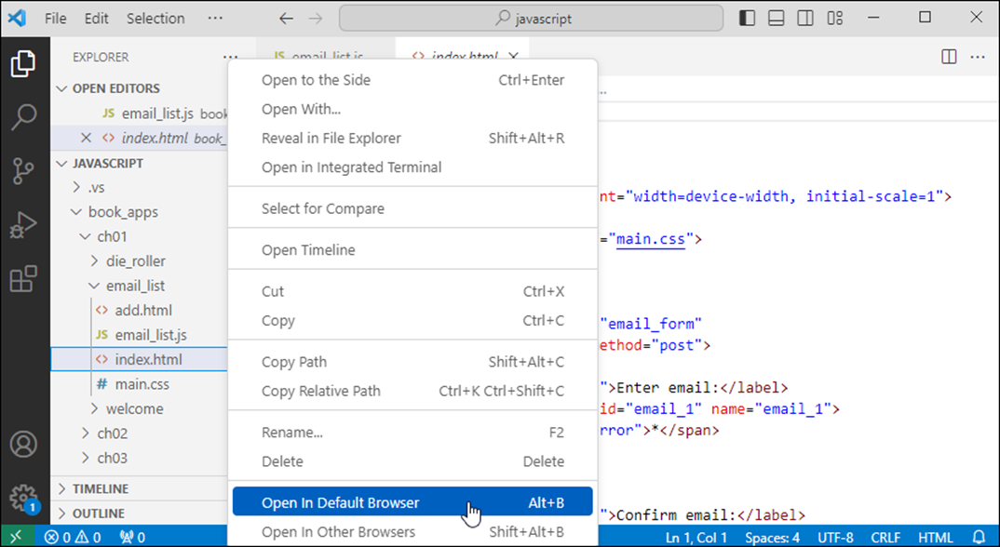 File Edit Selection ··· javascript
EXPLORER ···
email_list.js index.html
OPEN EDITORS
JS email_list.js book
index.html book_
JAVASCRIPT
.vs
book_apps
ch01
die_roller
email_list
add.html
JS email_list.js
index.html
# main.css
welcome
ch02
ch03
TIMELINE
OUTLINE
Open to the Side Ctrl+Enter
Open With...
Reveal in File Explorer Shift+Alt+R
Open in Integrated Terminal
Select for Compare
Open Timeline
Cut Ctrl+X
Copy Ctrl+C
Copy Path Shift+Alt+C
Copy Relative Path Ctrl+K Ctrl+Shift+C
Rename... F2
Delete Delete
Open In Default Browser Alt+B
Open In Other Browsers Shift+Alt+B
...
nt="width=device-width, initial-scale=1">
="main.css">
"email_form"
ethod="post">
">Enter email:</label>
id="email_1" name="email_1">
rror">*</span>
">Confirm email:</label>
1
0 0 0 Ln 1, Col 1 Spaces: 4 UTF-8 CRLF HTML